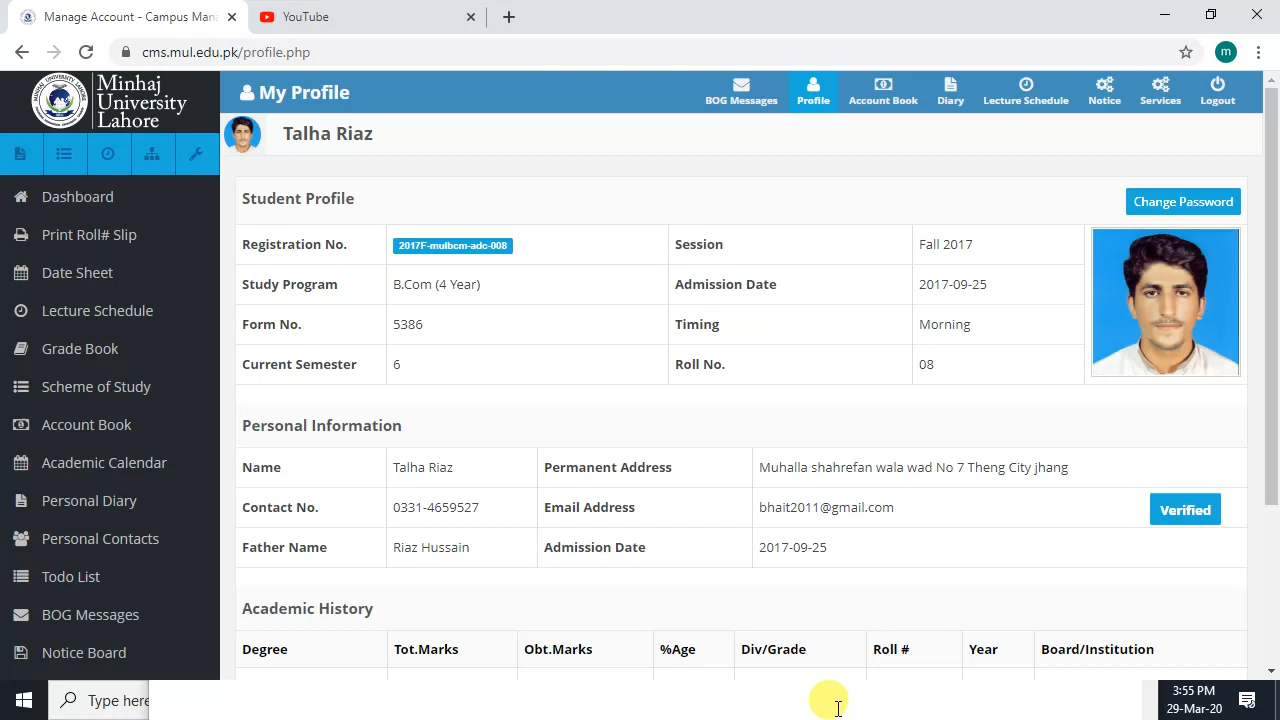 Manage Account - Campus Man
YouTube
cms.mul.edu.pk/profile.php
m
Minhaj
University
Lahore
My Profile
BOG Messages
Profile
Account Book
Diary
Lecture Schedule
Notice
Services
Logout
Talha Riaz
Dashboard
Print Roll# Slip
Date Sheet
Lecture Schedule
Grade Book
Scheme of Study
Account Book
Academic Calendar
Personal Diary
Personal Contacts
Todo List
BOG Messages
Notice Board
Student Profile
Change Password
Registration No. 2017F-mulbcm-adc-008 Session Fall 2017
Study Program B.Com (4 Year) Admission Date 2017-09-25
Form No. 5386 Timing Morning
Current Semester 6 Roll No. 08
Personal Information
Name Talha Riaz Permanent Address Muhalla shahrefan wala wad No 7 Theng City jhang
Contact No. 0331-4659527 Email Address bhait2011@gmail.com Verified
Father Name Riaz Hussain Admission Date 2017-09-25
Academic History
Degree Tot.Marks Obt.Marks %Age Div/Grade Roll # Year Board/Institution
Type here
3:55 PM
29-Mar-20